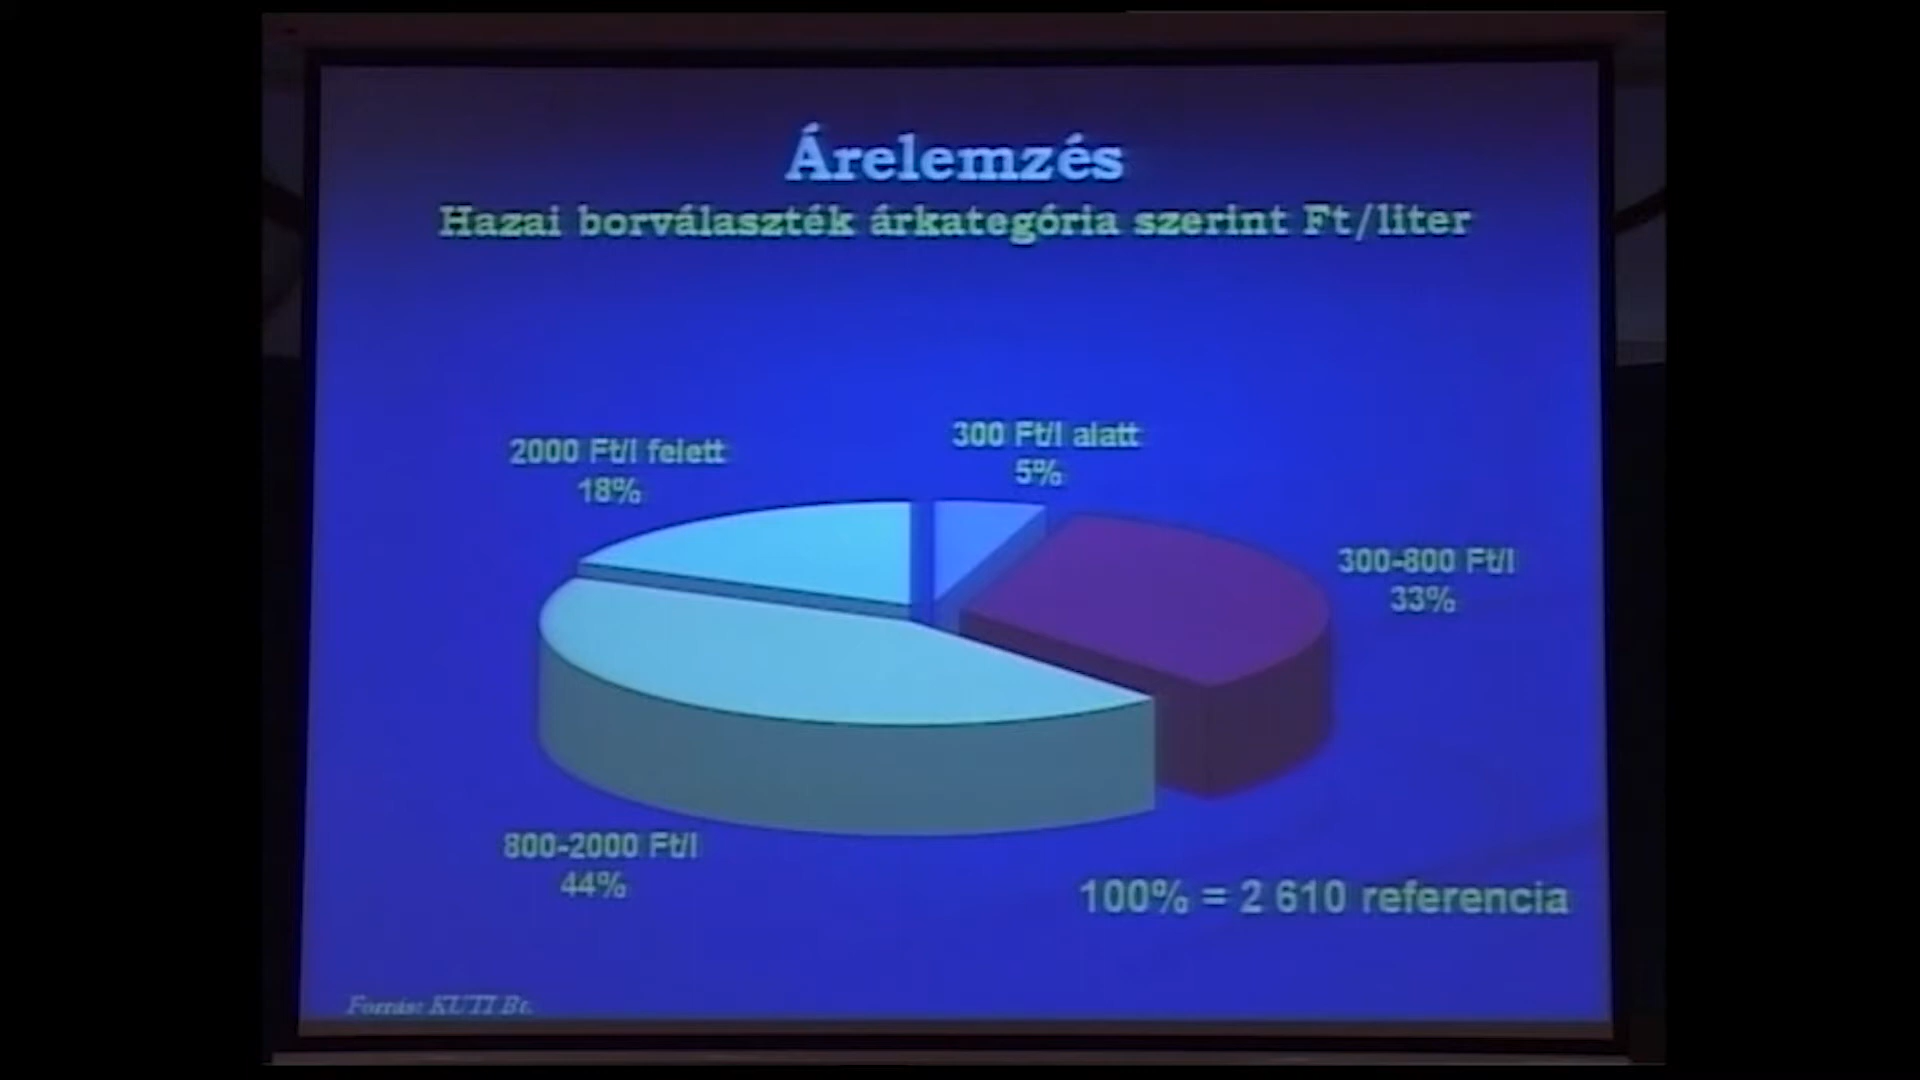 Árelemzés
Hazai borválaszték árkategória szerint Ft/liter
2000 Ft/l felett
18%
300 Ft/l alatt
5%
300-800 Ft/l
33%
800-2000 Ft/l
44%
100% = 2 610 referencia
Forrás: KUTI Bt.